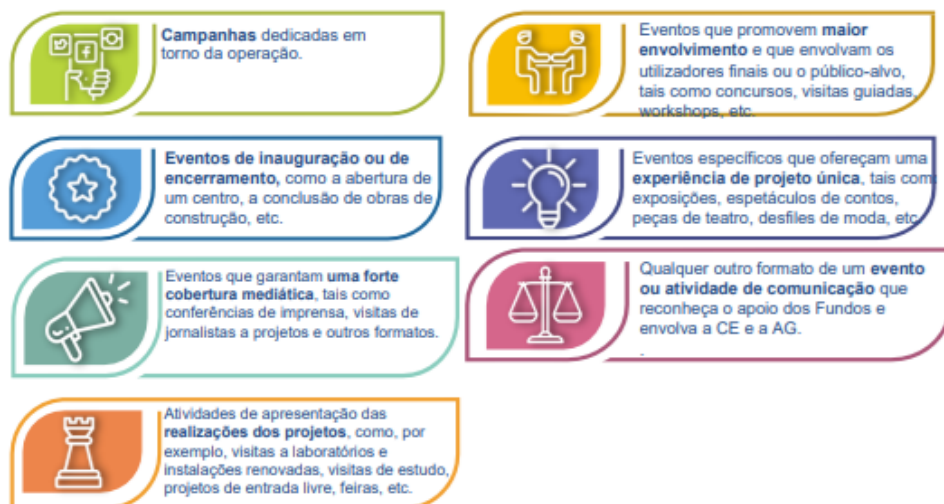 Campanhas dedicadas em
torno da operação.
Eventos de inauguração ou de
encerramento, como a abertura de
um centro, a conclusão de obras de
construção, etc.
Eventos que garantam uma forte
cobertura mediática, tais como
conferências de imprensa, visitas de
jornalistas a projetos e outros formatos.
Atividades de apresentação das
realizações dos projetos, como, por
exemplo, visitas a laboratórios e
instalações renovadas, visitas de estudo,
projetos de entrada livre, feiras, etc.
Eventos que promovem maior
envolvimento e que envolvam os
utilizadores finais ou o público-alvo,
tais como concursos, visitas guiadas,
workshops, etc.
Eventos específicos que ofereçam uma
experiência de projeto única, tais com
exposições, espetáculos de contos,
peças de teatro, desfiles de moda, etc
Qualquer outro formato de um evento
ou atividade de comunicação que
reconheça o apoio dos Fundos e
envolva a CE e a AG.
.